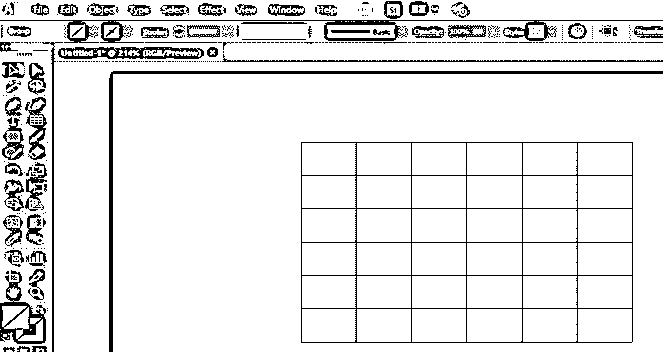 Ai File Edit Object Type Select Effect View Window Help St
Group Stroke: Basic Opacity: 100% Style:
Untitled-1* @ 214% (RGB/Preview) ×